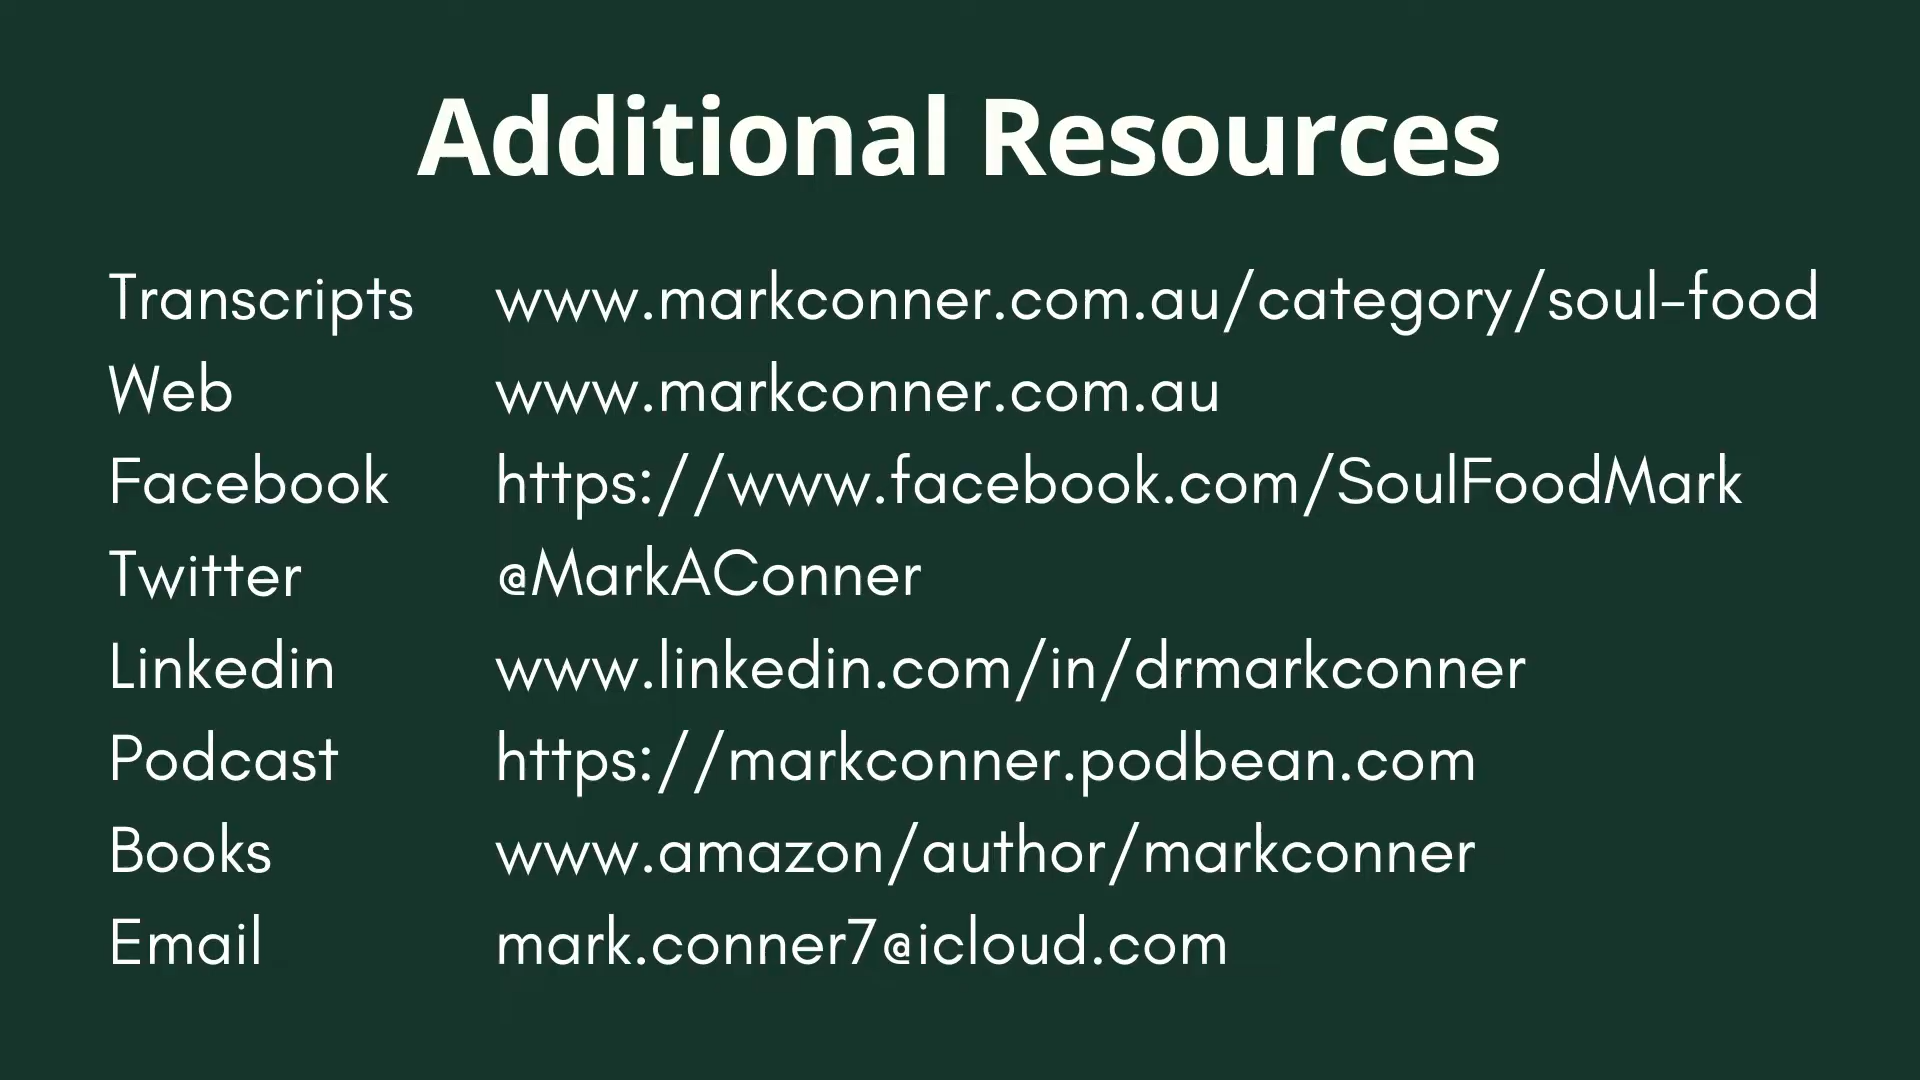 Additional Resources
Transcripts www.markconner.com.au/category/soul-food
Web www.markconner.com.au
Facebook https://www.facebook.com/SoulFoodMark
Twitter @MarkAConner
Linkedin www.linkedin.com/in/drmarkconner
Podcast https://markconner.podbean.com
Books www.amazon/author/markconner
Email mark.conner7@icloud.com